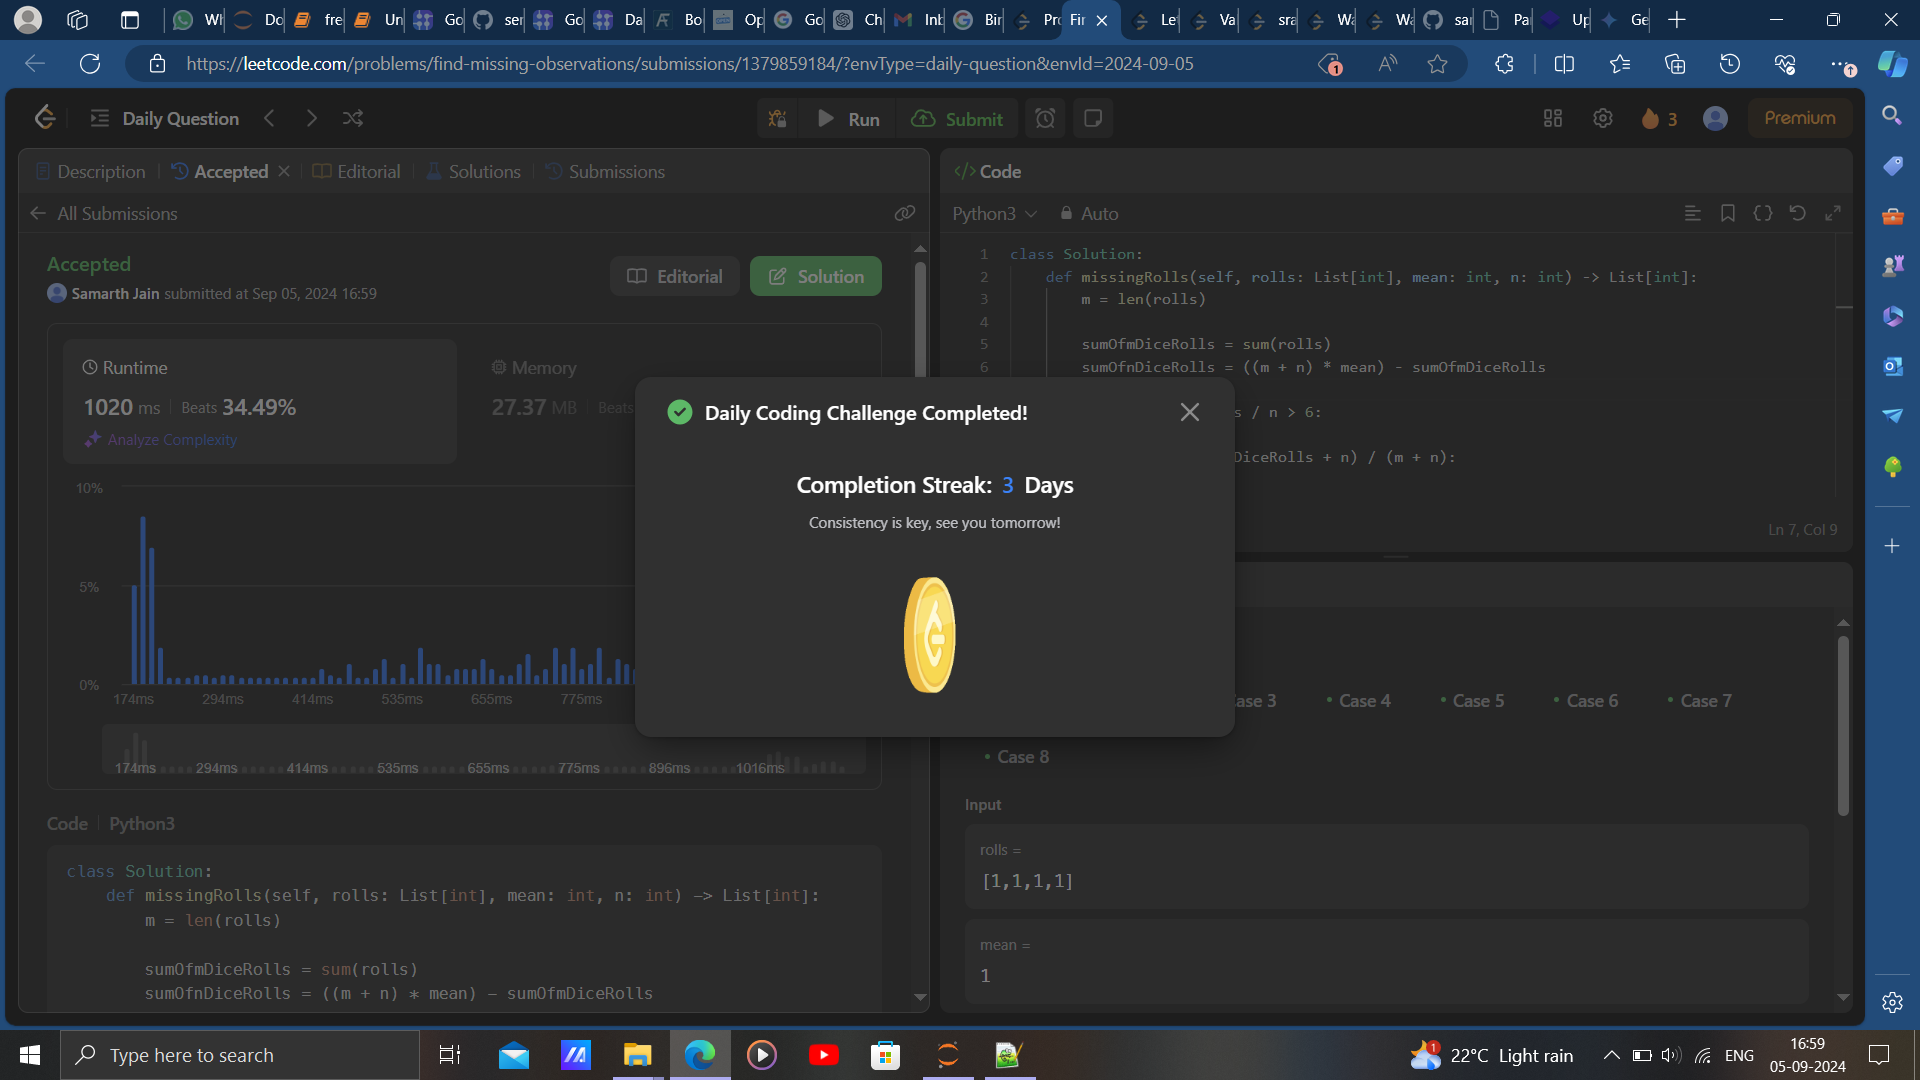 Wh
Do
fre
Un
Go
ser
Go
Da
Bo
Op
Go
Ch
Inb
Bir
Pr
Fir
Le
Va
sra
Wa
Wa
sar
Pa
Up
Ge
https://leetcode.com/problems/find-missing-observations/submissions/1379859184/?envType=daily-question&envId=2024-09-05
1
Daily Question
Run
Submit
3
Premium
Description
Accepted
Editorial
Solutions
Submissions
All Submissions
Accepted
Samarth Jain submitted at Sep 05, 2024 16:59
Editorial
Solution
Runtime
1020 ms
Beats 34.49%
Analyze Complexity
Memory
27.37 MB
Beats
10%
5%
0%
174ms
294ms
414ms
535ms
655ms
775ms
174ms
294ms
414ms
535ms
655ms
775ms
896ms
1016ms
Code
Python3
class Solution:
def missingRolls(self, rolls: List[int], mean: int, n: int) -> List[int]:
m = len(rolls)
sumOfmDiceRolls = sum(rolls)
sumOfnDiceRolls = ((m + n) * mean) - sumOfmDiceRolls
Daily Coding Challenge Completed!
Completion Streak: 3 Days
Consistency is key, see you tomorrow!
</> Code
Python3
Auto
1 class Solution:
2 def missingRolls(self, rolls: List[int], mean: int, n: int) -> List[int]:
3 m = len(rolls)
4
5 sumOfmDiceRolls = sum(rolls)
6 sumOfnDiceRolls = ((m + n) * mean) - sumOfmDiceRolls
s / n > 6:
DiceRolls + n) / (m + n):
Ln 7, Col 9
ase 3
Case 4
Case 5
Case 6
Case 7
Case 8
Input
rolls =
[1,1,1,1]
mean =
1
Type here to search
1
22°C Light rain
ENG
16:59
05-09-2024